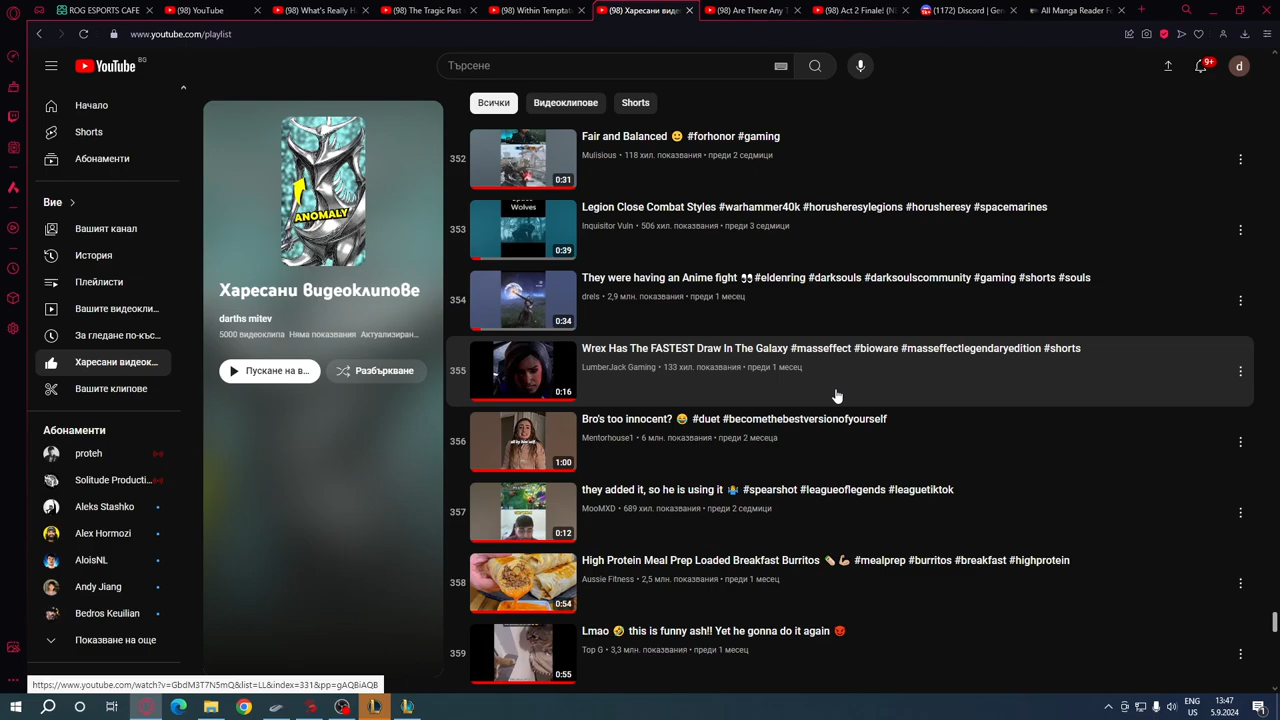 ROG ESPORTS CAFE
(98) YouTube
(98) What's Really H
(98) The Tragic Past
(98) Within Temptat
(98) Харесани видео
(98) Are There Any F
(98) Act 2 Finale! (N
(1172) Discord | Gen
All Manga Reader Fo
www.youtube.com/playlist
YouTube BG
Търсене
9+
d
Начало
Shorts
Абонаменти
Вие
Вашият канал
История
Плейлисти
Вашите видеокли...
За гледане по-къс...
Харесани видеок...
Вашите клипове
Абонаменти
proteh
Solitude Producti...
Aleks Stashko
Alex Hormozi
AloisNL
Andy Jiang
Bedros Keuilian
Показване на още
ANOMALY
Харесани видеоклипове
darths mitev
5000 видеоклипа Няма показвания Актуализиран...
Пускане на в...
Разбъркване
Всички
Видеоклипове
Shorts
352
0:31
Fair and Balanced 😀 #forhonor #gaming
Mulisious • 118 хил. показвания • преди 2 седмици
353
Wolves
0:39
Legion Close Combat Styles #warhammer40k #horusheresylegions #horusheresy #spacemarines
Inquisitor Vuln • 506 хил. показвания • преди 3 седмици
354
0:34
They were having an Anime fight 👀#eldenring #darksouls #darksoulscommunity #gaming #shorts #souls
drels • 2,9 млн. показвания • преди 1 месец
355
0:16
Wrex Has The FASTEST Draw In The Galaxy #masseffect #bioware #masseffectlegendaryedition #shorts
LumberJack Gaming • 133 хил. показвания • преди 1 месец
356
1:00
Bro's too innocent? 😂 #duet #becomethebestversionofyourself
Mentorhouse1 • 6 млн. показвания • преди 2 месеца
357
0:12
they added it, so he is using it 🤷 #spearshot #leagueoflegends #leaguetiktok
MooMXD • 689 хил. показвания • преди 2 седмици
358
0:54
High Protein Meal Prep Loaded Breakfast Burritos 🌯💪 #mealprep #burritos #breakfast #highprotein
Aussie Fitness • 2,5 млн. показвания • преди 1 месец
359
0:55
Lmao 🤣 this is funny ash!! Yet he gonna do it again 👹
Top G • 3,3 млн. показвания • преди 1 месец
https://www.youtube.com/watch?v=GbdM3T7N5mQ&list=LL&index=331&pp=gAQBiAQB
ENG
US
13:47
5.9.2024